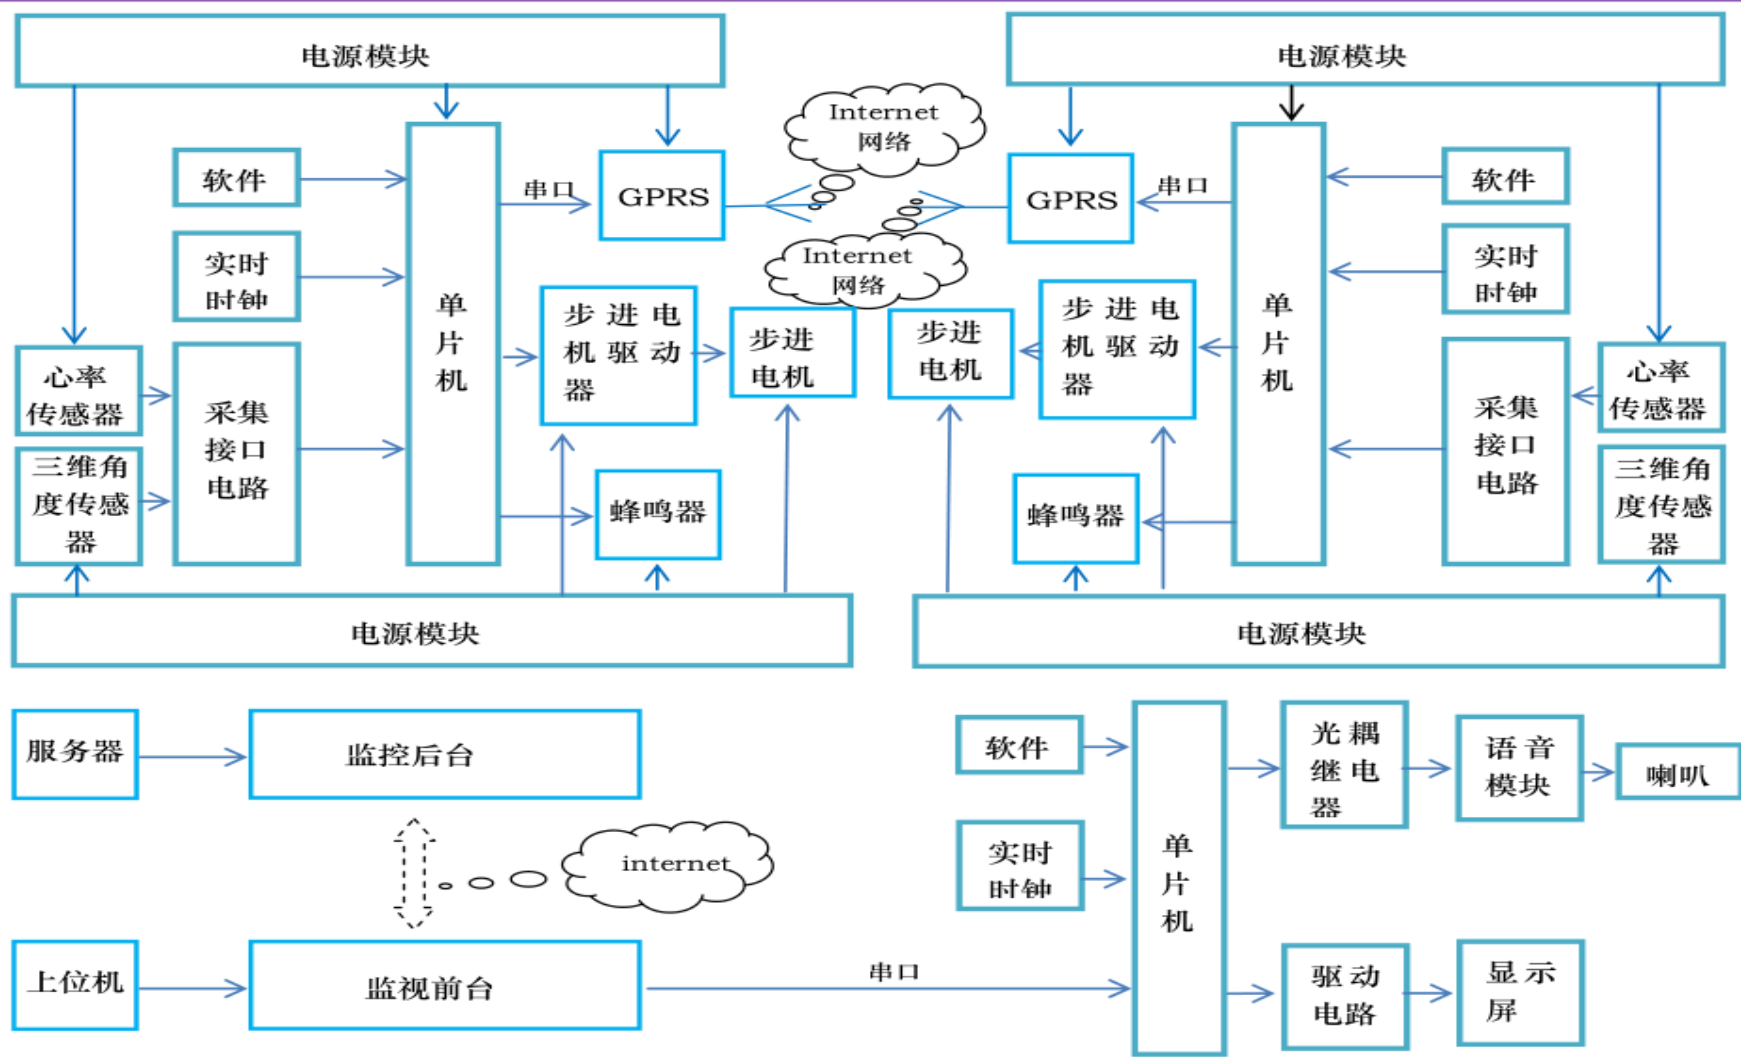 电源模块
电源模块
Internet
网络
软件
串口
GPRS
GPRS
串口
软件
实时
时钟
Internet
网络
实时
时钟
单
片
机
步进电
机驱动
器
步进
电机
步进
电机
步进电
机驱动
器
单
片
机
心率
传感器
采集
接口
电路
心率
传感器
采集
接口
电路
三维角
度传感
器
蜂鸣器
蜂鸣器
三维角
度传感
器
电源模块
电源模块
服务器
监控后台
软件
光耦
继电
器
语音
模块
喇叭
internet
实时
时钟
单
片
机
上位机
监视前台
串口
驱动
电路
显示
屏